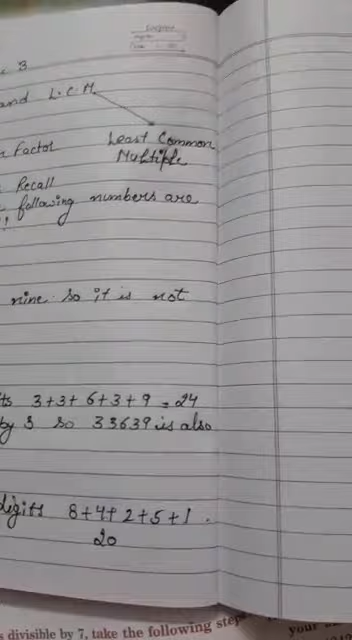 3
and L.C.M
Least Common
Multiple
Factor
Recall
following numbers are
nine so it is not
3+3+6+3+9 = 24
by 3 so 33639 is also
digits 8+4+2+5+1
20
divisible by 7, take the following step
your